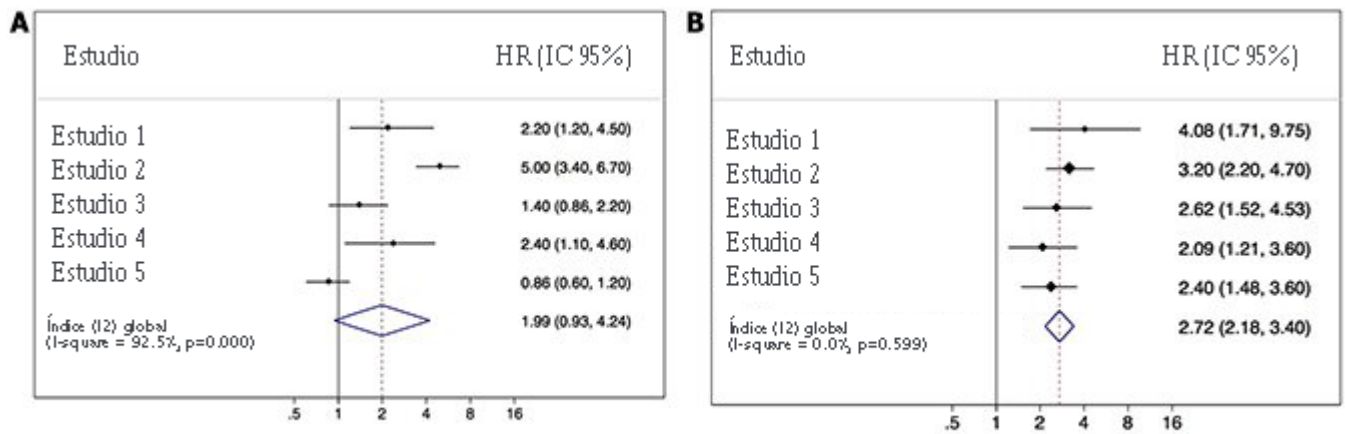 A
Estudio HR (IC 95%)
Estudio 1 2.20 (1.20, 4.50)
Estudio 2 5.00 (3.40, 6.70)
Estudio 3 1.40 (0.86, 2.20)
Estudio 4 2.40 (1.10, 4.60)
Estudio 5 0.86 (0.60, 1.20)
Índice (I2) global 1.99 (0.93, 4.24)
(I-square = 92.5%, p=0.000)
.5 1 2 4 8 16
B
Estudio HR (IC 95%)
Estudio 1 4.08 (1.71, 9.75)
Estudio 2 3.20 (2.20, 4.70)
Estudio 3 2.62 (1.52, 4.53)
Estudio 4 2.09 (1.21, 3.60)
Estudio 5 2.40 (1.48, 3.60)
Índice (I2) global 2.72 (2.18, 3.40)
(I-square = 0.0%, p=0.599)
.5 1 2 4 8 16